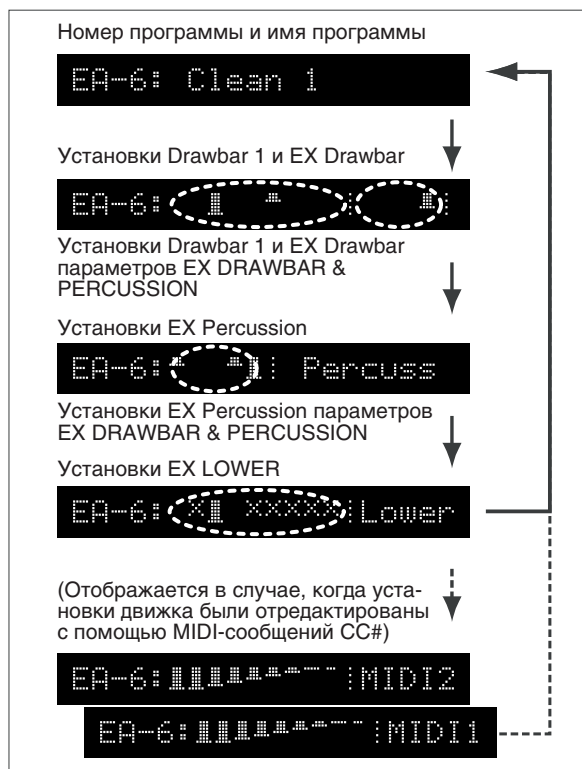 Номер программы и имя программы
EA-6: Clean 1
Установки Drawbar 1 и EX Drawbar
EA-6:
Установки Drawbar 1 и EX Drawbar
параметров EX DRAWBAR &
PERCUSSION
Установки EX Percussion
EA-6: Percuss
Установки EX Percussion параметров
EX DRAWBAR & PERCUSSION
Установки EX LOWER
EA-6: X XXXXX Lower
(Отображается в случае, когда уста-
новки движка были отредактированы
с помощью MIDI-сообщений CC#)
EA-6: MIDI2
EA-6: MIDI1